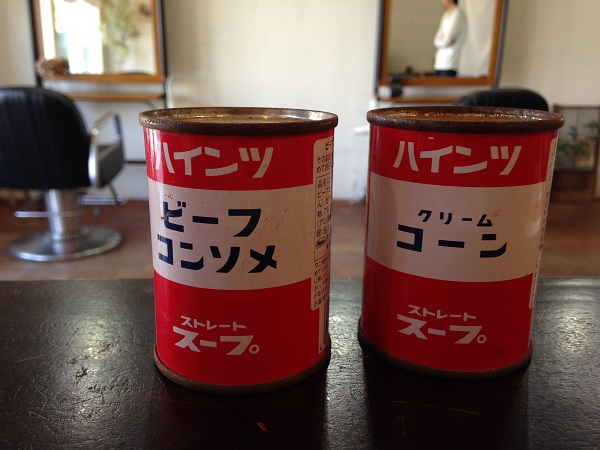 ハインツ
ビーフ
コンソメ
ストレート
スープ。
ハインツ
クリーム
コーン
ストレート
スープ。